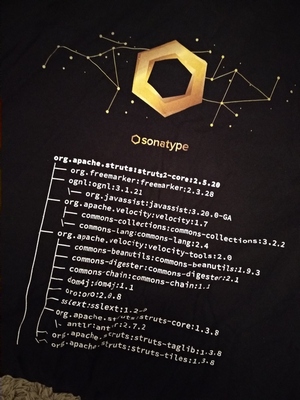 sonatype
org.apache.struts:struts2-core:2.5.20
org.freemarker:freemarker:2.3.28
ognl:ognl:3.1.21
org.javassist:javassist:3.20.0-GA
org.apache.velocity:velocity:1.7
commons-collections:commons-collections:3.2.2
commons-lang:commons-lang:2.4
org.apache.velocity:velocity-tools:2.0
commons-beanutils:commons-beanutils:1.9.3
commons-digester:commons-digester:2.1
commons-chain:commons-chain:1.1
dom4j:dom4j:1.1
oro:oro:2.0.8
sslext:sslext:1.2-0
org.apache.struts:struts-core:1.3.8
antlr:antlr:2.7.2
org.apache.struts:struts-taglib:1.3.8
org.apache.struts:struts-tiles:1.3.8